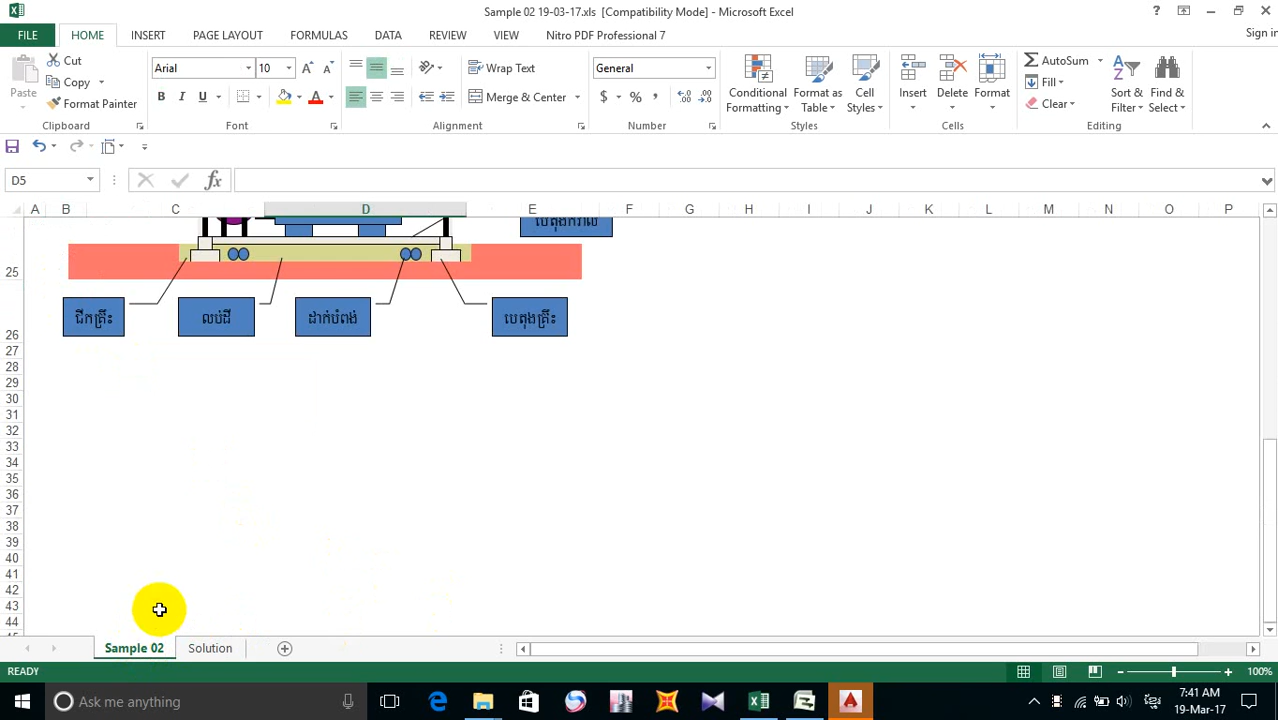 Sample 02 19-03-17.xls [Compatibility Mode] - Microsoft Excel
?
FILE HOME INSERT PAGE LAYOUT FORMULAS DATA REVIEW VIEW Nitro PDF Professional 7 Sign in
Paste
Cut
Copy
Format Painter
Arial 10
B I U
Wrap Text
Merge & Center
General
$ % ,
Conditional Formatting
Format as Table
Cell Styles
Insert
Delete
Format
AutoSum
Fill
Clear
Sort & Filter
Find & Select
Clipboard Font Alignment Number Styles Cells Editing
D5 fx
A B C D E F G H I J K L M N O P
25
ជីកគ្រឹះ លប់ដី ដាក់បំពង់ បេតុងគ្រឹះ
26
27
28
29
30
31
32
33
34
35
36
37
38
39
40
41
42
43
44
Sample 02 Solution
READY 100%
Ask me anything
7:41 AM
19-Mar-17